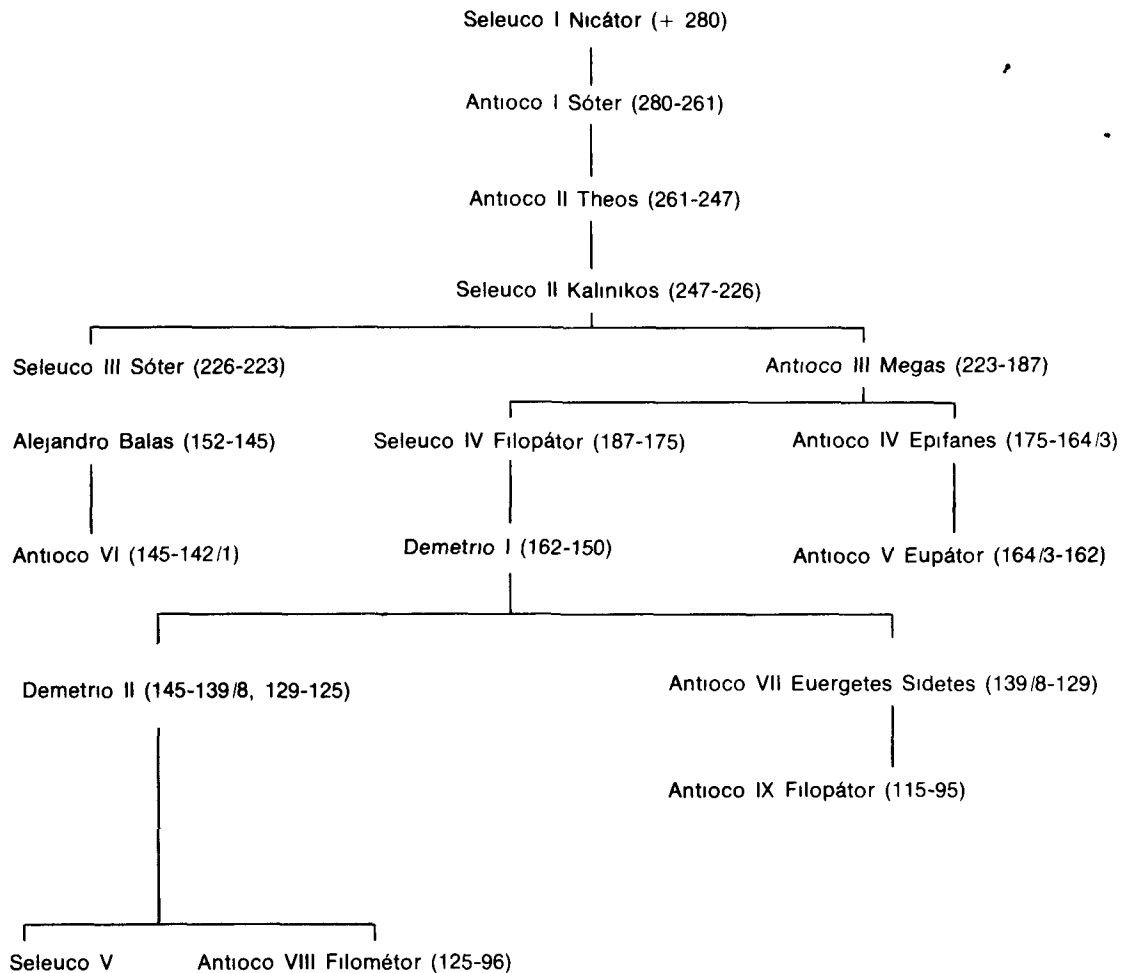 Seleuco I Nicátor (+ 280)
Antioco I Sóter (280-261)
Antioco II Theos (261-247)
Seleuco II Kalinikos (247-226)
Seleuco III Sóter (226-223)
Antioco III Megas (223-187)
Alejandro Balas (152-145)
Seleuco IV Filopátor (187-175)
Antioco IV Epifanes (175-164/3)
Antioco VI (145-142/1)
Demetrio I (162-150)
Antioco V Eupátor (164/3-162)
Demetrio II (145-139/8, 129-125)
Antioco VII Euergetes Sidetes (139/8-129)
Antioco IX Filopátor (115-95)
Seleuco V
Antioco VIII Filométor (125-96)